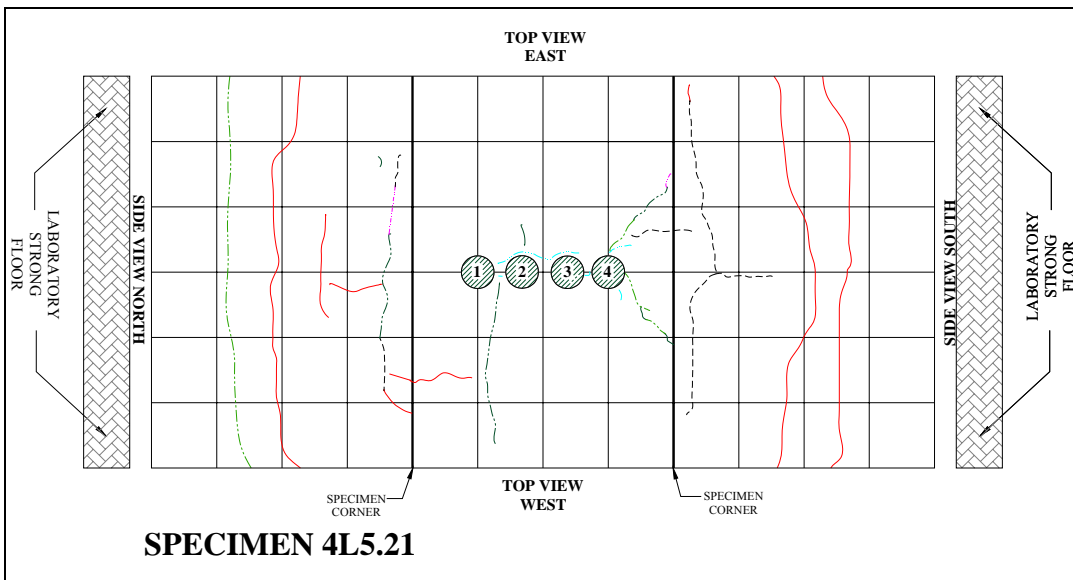 TOP VIEW
EAST
LABORATORY
STRONG
FLOOR
SIDE VIEW NORTH
1
2
3
4
SIDE VIEW SOUTH
LABORATORY
STRONG
FLOOR
SPECIMEN
CORNER
TOP VIEW
WEST
SPECIMEN
CORNER
SPECIMEN 4L5.21